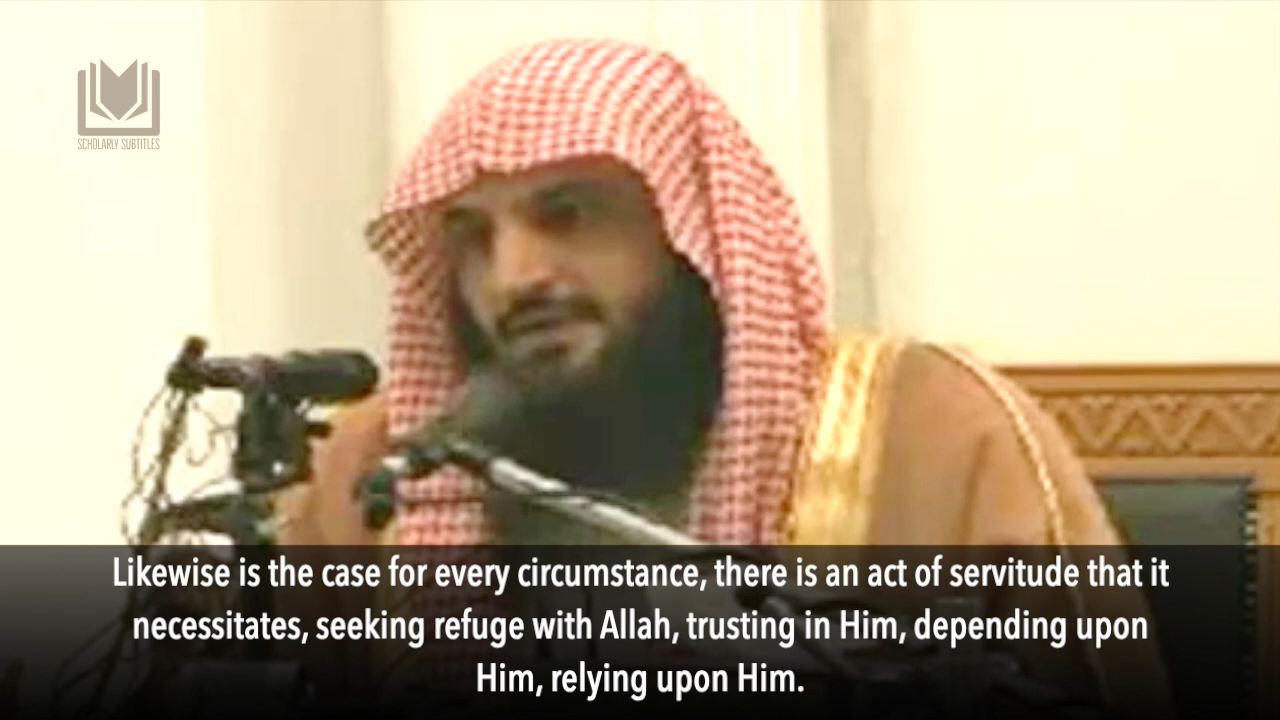 SCHOLARLY SUBTITLES
Likewise is the case for every circumstance, there is an act of servitude that it
necessitates, seeking refuge with Allah, trusting in Him, depending upon
Him, relying upon Him.